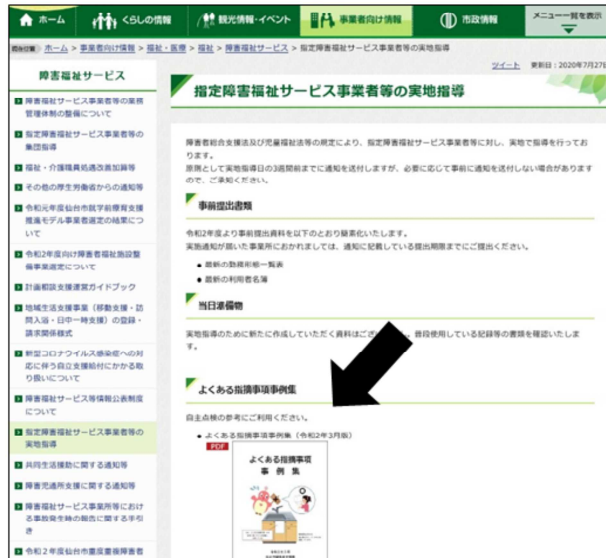 ホーム
くらしの情報
観光情報・イベント
事業者向け情報
市政情報
メニュー一覧を表示
現在位置 ホーム > 事業者向け情報 > 福祉・医療 > 福祉 > 障害福祉サービス > 指定障害福祉サービス事業者等の実地指導
ツイート 更新日：2020年7月27日
障害福祉サービス
障害福祉サービス事業者等の業務
管理体制の整備について
指定障害福祉サービス事業者等の
集団指導
福祉・介護職員処遇改善加算等
その他の厚生労働省からの通知等
令和元年度仙台市就学前療育支援
推進モデル事業者選定の結果につ
いて
令和2年度向け障害者福祉施設整
備事業選定について
計画相談支援運営ガイドブック
地域生活支援事業（移動支援・訪
問入浴・日中一時支援）の登録・
請求関係様式
新型コロナウイルス感染症への対
応に伴う自立支援給付にかかる取
り扱いについて
障害福祉サービス等情報公表制度
について
指定障害福祉サービス事業者等の
実地指導
共同生活援助に関する通知等
障害児通所支援に関する通知等
障害福祉サービス事業所等におけ
る事故発生時の報告に関する手引
き
令和2年度仙台市重度重複障害者
指定障害福祉サービス事業者等の実地指導
障害者総合支援法及び児童福祉法等の規定により、指定障害福祉サービス事業者等に対し、実地で指導を行ってお
ります。
原則として実地指導日の3週間前までに通知を送付しますが、必要に応じて事前に通知を送付しない場合があります
ので、ご承知ください。
事前提出書類
令和2年度より事前提出資料を以下のとおり簡素化いたします。
実施通知が届いた事業所におかれましては、通知に記載している提出期限までにご提出ください。
最新の勤務形態一覧表
最新の利用者名簿
当日準備物
実地指導のために新たに作成していただく資料はござ 普段使用している記録等の書類を確認いたしま
す。
よくある指摘事項事例集
自主点検の参考にご利用ください。
よくある指摘事項事例集（令和2年3月版）
PDF
よくある指摘事項
事例集